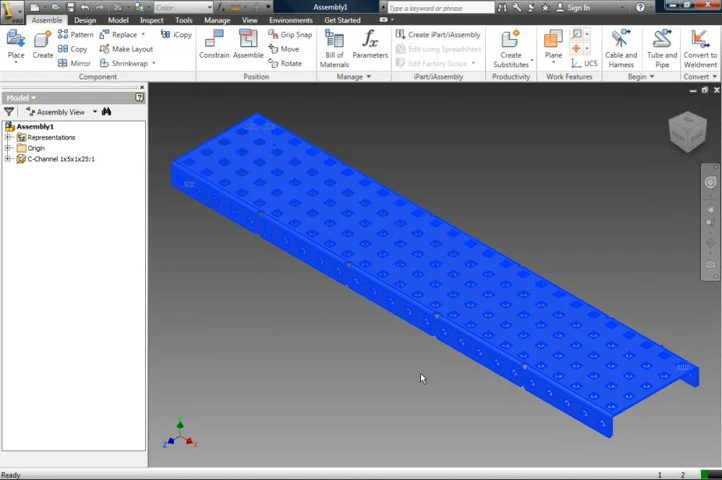 PRO
Color
Assembly1
Type a keyword or phrase
Sign In
Assemble Design Model Inspect Tools Manage View Environments Get Started
Place
Create
Pattern
Copy
Mirror
Replace
Make Layout
Shrinkwrap
iCopy
Component
Constrain
Assemble
Grip Snap
Move
Rotate
Position
Bill of Materials
Parameters
Manage
Create iPart/iAssembly
Edit using Spreadsheet
Edit Factory Scope
iPart/iAssembly
Create Substitutes
Productivity
Plane
UCS
Work Features
Cable and Harness
Tube and Pipe
Begin
Convert to Weldment
Convert
Model
Assembly View
Assembly1
Representations
Origin
C-Channel 1x5x1x25:1
Z
X
Ready
1 2